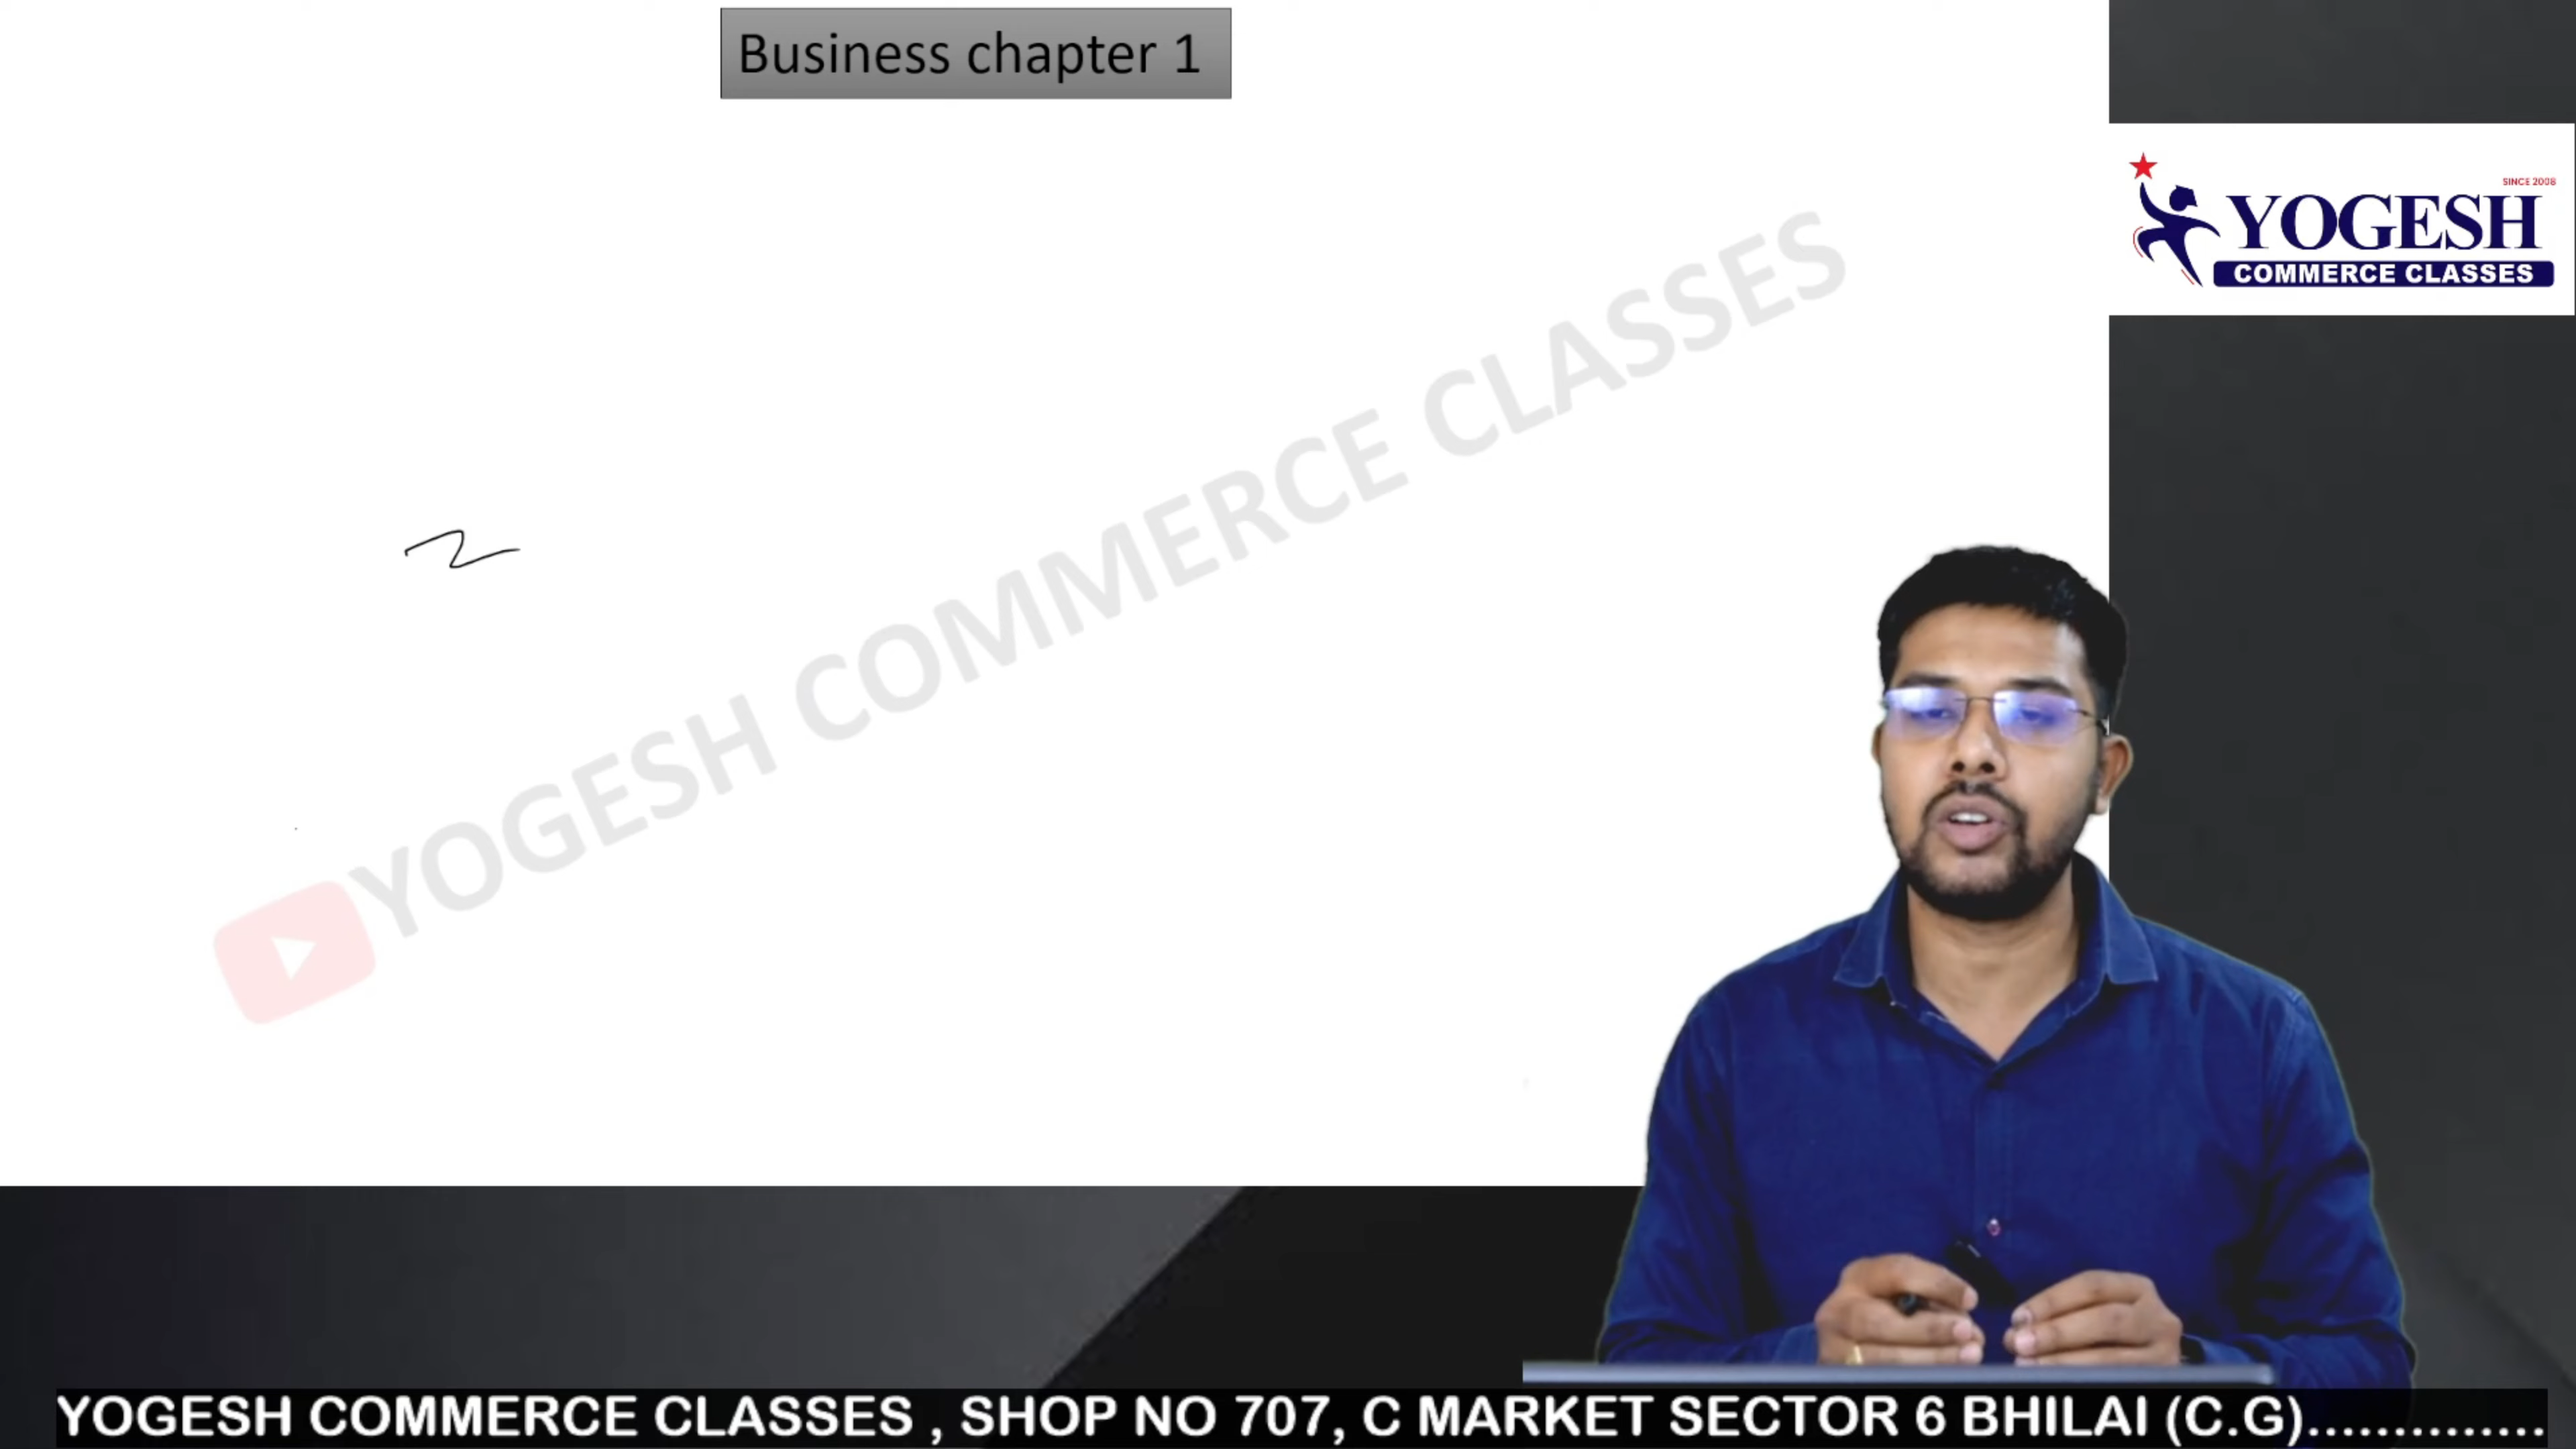 Business chapter 1
SINCE 2008
YOGESH
COMMERCE CLASSES
YOGESH COMMERCE CLASSES
YOGESH COMMERCE CLASSES , SHOP NO 707, C MARKET SECTOR 6 BHILAI (C.G)..............